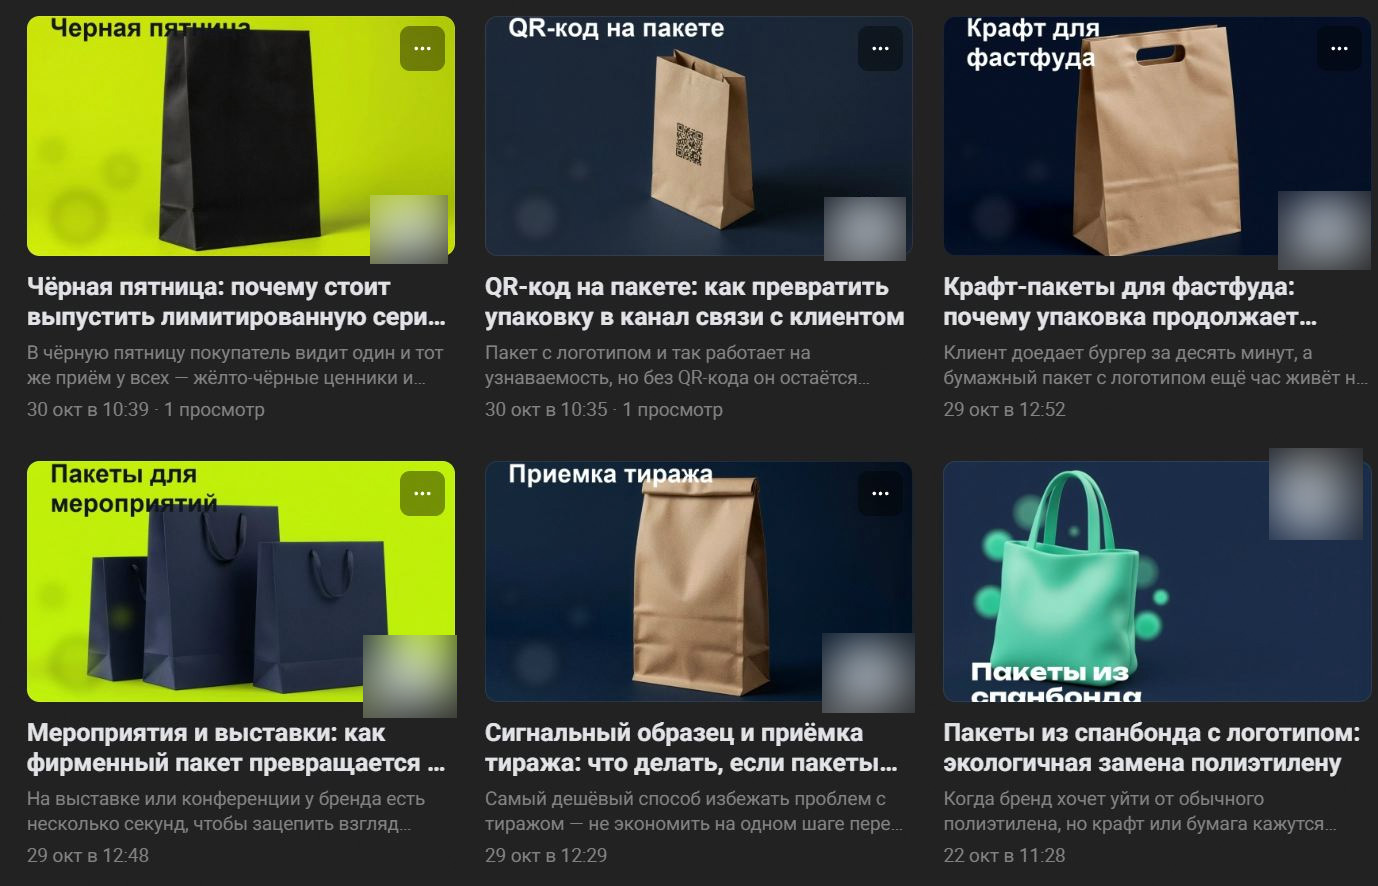 Черная пятница
QR-код на пакете
Крафт для
фастфуда
Чёрная пятница: почему стоит
выпустить лимитированную сери...
В чёрную пятницу покупатель видит один и тот
же приём у всех — жёлто-чёрные ценники и...
30 окт в 10:39 · 1 просмотр
QR-код на пакете: как превратить
упаковку в канал связи с клиентом
Пакет с логотипом и так работает на
узнаваемость, но без QR-кода он остаётся...
30 окт в 10:35 · 1 просмотр
Крафт-пакеты для фастфуда:
почему упаковка продолжает...
Клиент доедает бургер за десять минут, а
бумажный пакет с логотипом ещё час живёт н...
29 окт в 12:52
Пакеты для
мероприятий
Приемка тиража
Пакеты из
спанбонда
Мероприятия и выставки: как
фирменный пакет превращается ...
На выставке или конференции у бренда есть
несколько секунд, чтобы зацепить взгляд...
29 окт в 12:48
Сигнальный образец и приёмка
тиража: что делать, если пакеты...
Самый дешёвый способ избежать проблем с
тиражом — не экономить на одном шаге пере...
29 окт в 12:29
Пакеты из спанбонда с логотипом:
экологичная замена полиэтилену
Когда бренд хочет уйти от обычного
полиэтилена, но крафт или бумага кажутся...
22 окт в 11:28